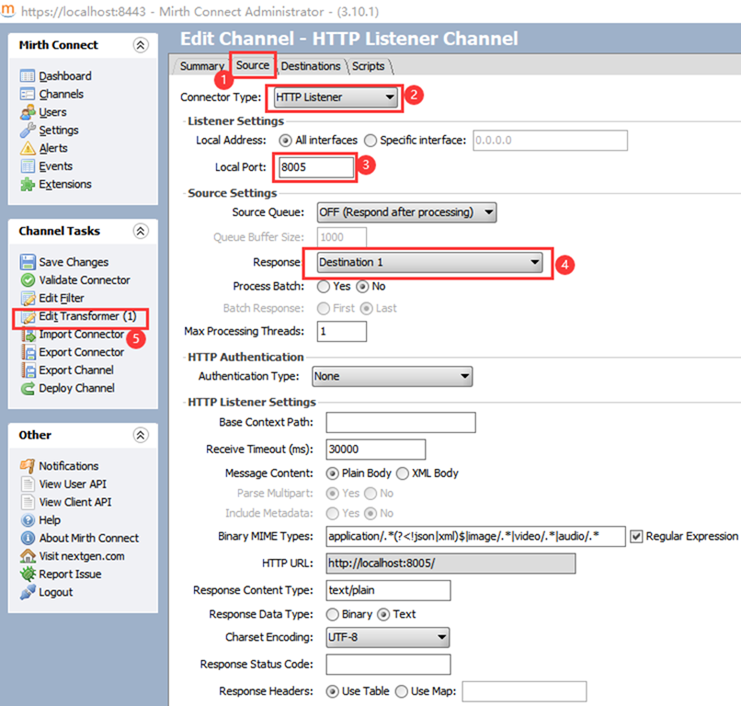 https://localhost:8443 - Mirth Connect Administrator - (3.10.1)
Mirth Connect
Dashboard
Channels
Users
Settings
Alerts
Events
Extensions
Channel Tasks
Save Changes
Validate Connector
Edit Filter
Edit Transformer (1)
5
Import Connector
Export Connector
Export Channel
Deploy Channel
Other
Notifications
View User API
View Client API
Help
About Mirth Connect
Visit nextgen.com
Report Issue
Logout
Edit Channel - HTTP Listener Channel
Summary Source Destinations Scripts
1
Connector Type: HTTP Listener 2
Listener Settings
Local Address: All interfaces Specific interface: 0.0.0.0
Local Port: 8005 3
Source Settings
Source Queue: OFF (Respond after processing)
Queue Buffer Size: 1000
Response Destination 1 4
Process Batch: Yes No
Batch Response: First Last
Max Processing Threads: 1
HTTP Authentication
Authentication Type: None
HTTP Listener Settings
Base Context Path:
Receive Timeout (ms): 30000
Message Content: Plain Body XML Body
Parse Multipart: Yes No
Include Metadata: Yes No
Binary MIME Types: application/.*(?<!json|xml)$|image/.*|video/.*|audio/.* Regular Expression
HTTP URL: http://localhost:8005/
Response Content Type: text/plain
Response Data Type: Binary Text
Charset Encoding: UTF-8
Response Status Code:
Response Headers: Use Table Use Map: